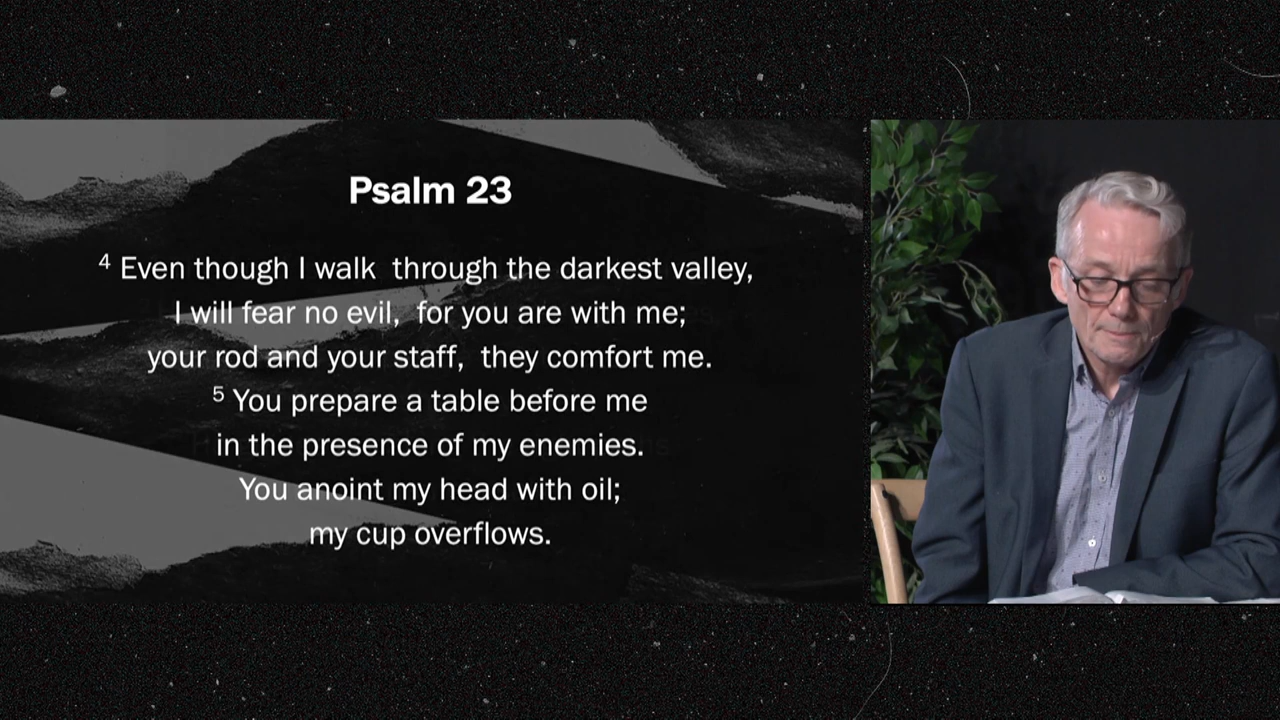 Psalm 23
4 Even though I walk through the darkest valley,
I will fear no evil, for you are with me;
your rod and your staff, they comfort me.
5 You prepare a table before me
in the presence of my enemies.
You anoint my head with oil;
my cup overflows.